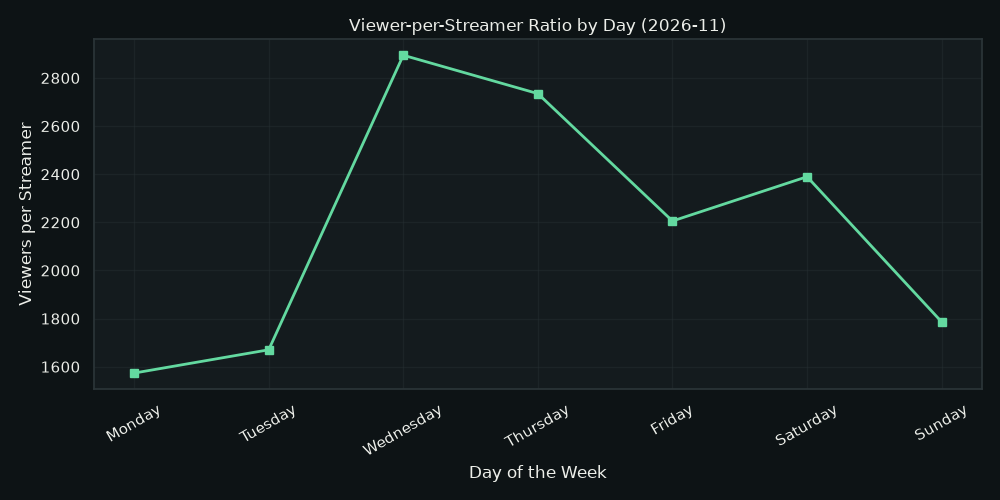 Viewer-per-Streamer Ratio by Day (2026-11)
Viewers per Streamer
2800
2600
2400
2200
2000
1800
1600
Monday
Tuesday
Wednesday
Thursday
Friday
Saturday
Sunday
Day of the Week